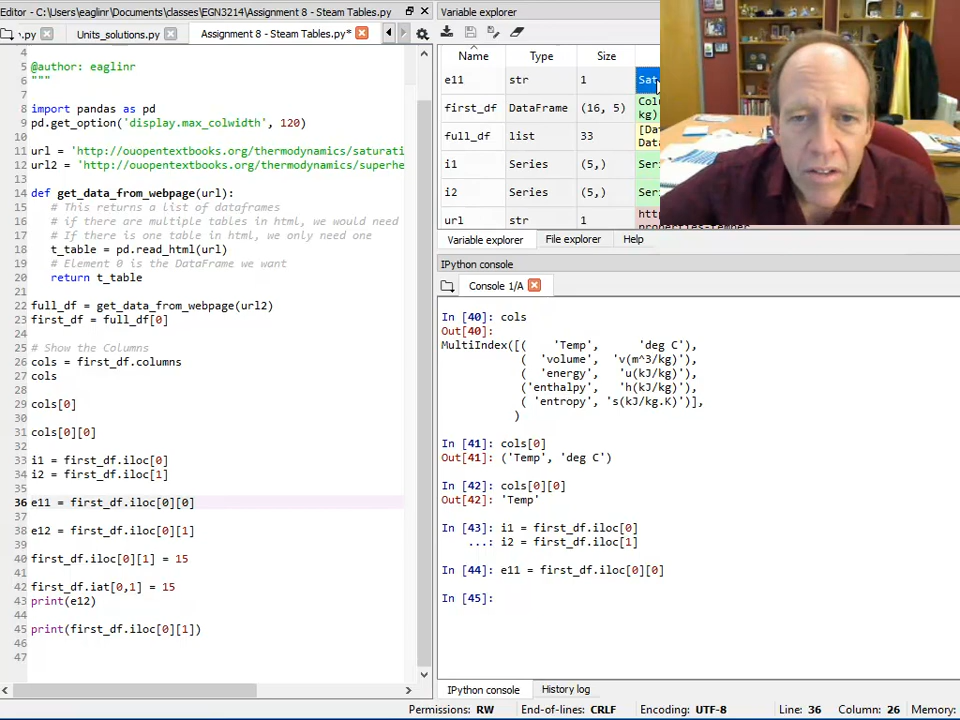 Editor - C:\Users\eaglinr\Documents\classes\EGN3214\Assignment 8 - Steam Tables.py
.py
Units_solutions.py
Assignment 8 - Steam Tables.py*
4
5 @author: eaglinr
6 """
7
8 import pandas as pd
9 pd.get_option('display.max_colwidth', 120)
10
11 url = 'http://ouopentextbooks.org/thermodynamics/saturati
12 url2 = 'http://ouopentextbooks.org/thermodynamics/superhe
13
14 def get_data_from_webpage(url):
15 # This returns a list of dataframes
16 # if there are multiple tables in html, we would need
17 # If there is one table in html, we only need one
18 t_table = pd.read_html(url)
19 # Element 0 is the DataFrame we want
20 return t_table
21
22 full_df = get_data_from_webpage(url2)
23 first_df = full_df[0]
24
25 # Show the Columns
26 cols = first_df.columns
27 cols
28
29 cols[0]
30
31 cols[0][0]
32
33 i1 = first_df.iloc[0]
34 i2 = first_df.iloc[1]
35
36 e11 = first_df.iloc[0][0]
37
38 e12 = first_df.iloc[0][1]
39
40 first_df.iloc[0][1] = 15
41
42 first_df.iat[0,1] = 15
43 print(e12)
44
45 print(first_df.iloc[0][1])
46
47
Variable explorer
Name Type Size
e11 str 1 Sat
first_df DataFrame (16, 5) Colu
kg)
full_df list 33 [Da
Data
i1 Series (5,) Ser
i2 Series (5,) Ser
url str 1 htt
properties-temper
Variable explorer File explorer Help
IPython console
Console 1/A
In [40]: cols
Out[40]:
MultiIndex([( 'Temp', 'deg C'),
( 'volume', 'v(m^3/kg)'),
( 'energy', 'u(kJ/kg)'),
('enthalpy', 'h(kJ/kg)'),
( 'entropy', 's(kJ/kg.K)')],
)
In [41]: cols[0]
Out[41]: ('Temp', 'deg C')
In [42]: cols[0][0]
Out[42]: 'Temp'
In [43]: i1 = first_df.iloc[0]
...: i2 = first_df.iloc[1]
In [44]: e11 = first_df.iloc[0][0]
In [45]:
IPython console History log
Permissions: RW End-of-lines: CRLF Encoding: UTF-8 Line: 36 Column: 26 Memory: